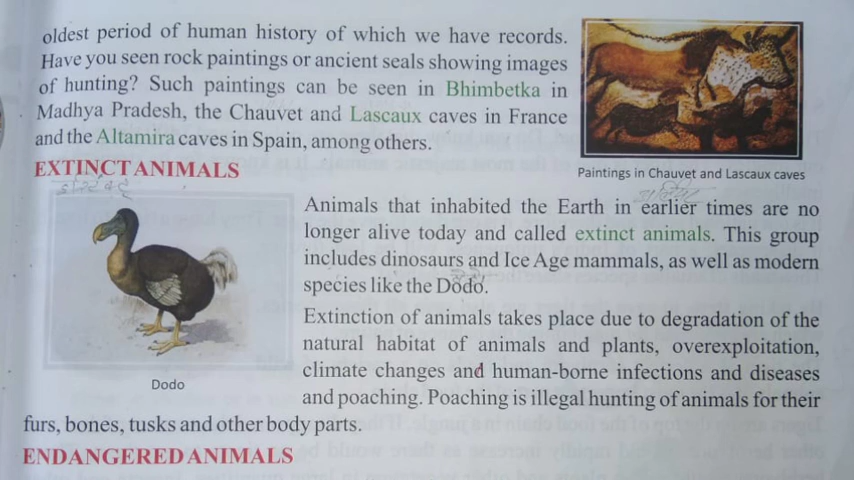 oldest period of human history of which we have records.
Have you seen rock paintings or ancient seals showing images
of hunting? Such paintings can be seen in Bhimbetka in
Madhya Pradesh, the Chauvet and Lascaux caves in France
and the Altamira caves in Spain, among others.
Paintings in Chauvet and Lascaux caves
EXTINCT ANIMALS
Animals that inhabited the Earth in earlier times are no
longer alive today and called extinct animals. This group
includes dinosaurs and Ice Age mammals, as well as modern
species like the Dodo.
Extinction of animals takes place due to degradation of the
natural habitat of animals and plants, overexploitation,
climate changes and human-borne infections and diseases
and poaching. Poaching is illegal hunting of animals for their
Dodo
furs, bones, tusks and other body parts.
ENDANGERED ANIMALS